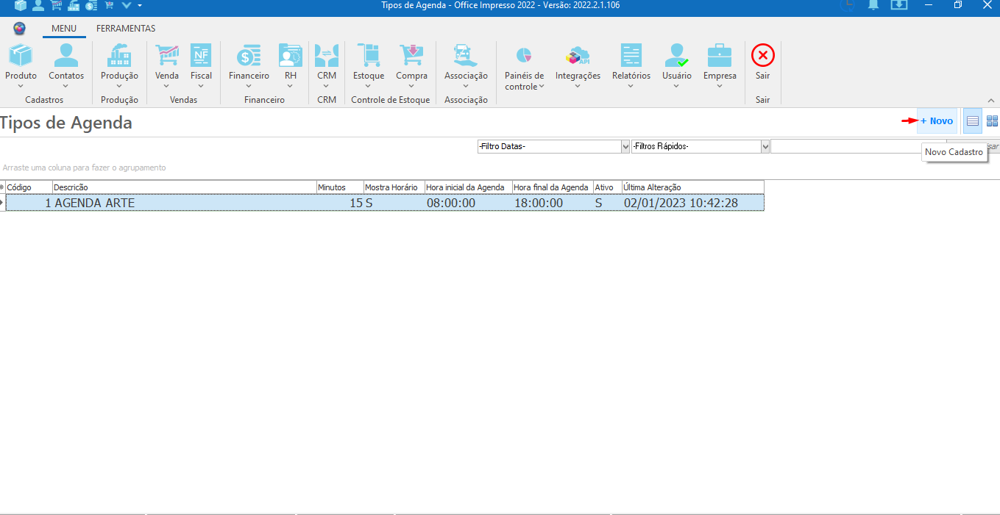 Tipos de Agenda - Office Impresso 2022 - Versão: 2022.2.1.106
MENU FERRAMENTAS
Produto Contatos Produção Venda Fiscal Financeiro RH CRM Estoque Compra Associação Painéis de controle Integrações Relatórios Usuário Empresa Sair
NF
API
Cadastros Produção Vendas Financeiro CRM Controle de Estoque Associação Sair
Tipos de Agenda
+ Novo
-Filtro Datas- -Filtros Rápidos-
Novo Cadastro
Arraste uma coluna para fazer o agrupamento
Código Descricão Minutos Mostra Horário Hora inicial da Agenda Hora final da Agenda Ativo Última Alteração
1 AGENDA ARTE 15 S 08:00:00 18:00:00 S 02/01/2023 10:42:28